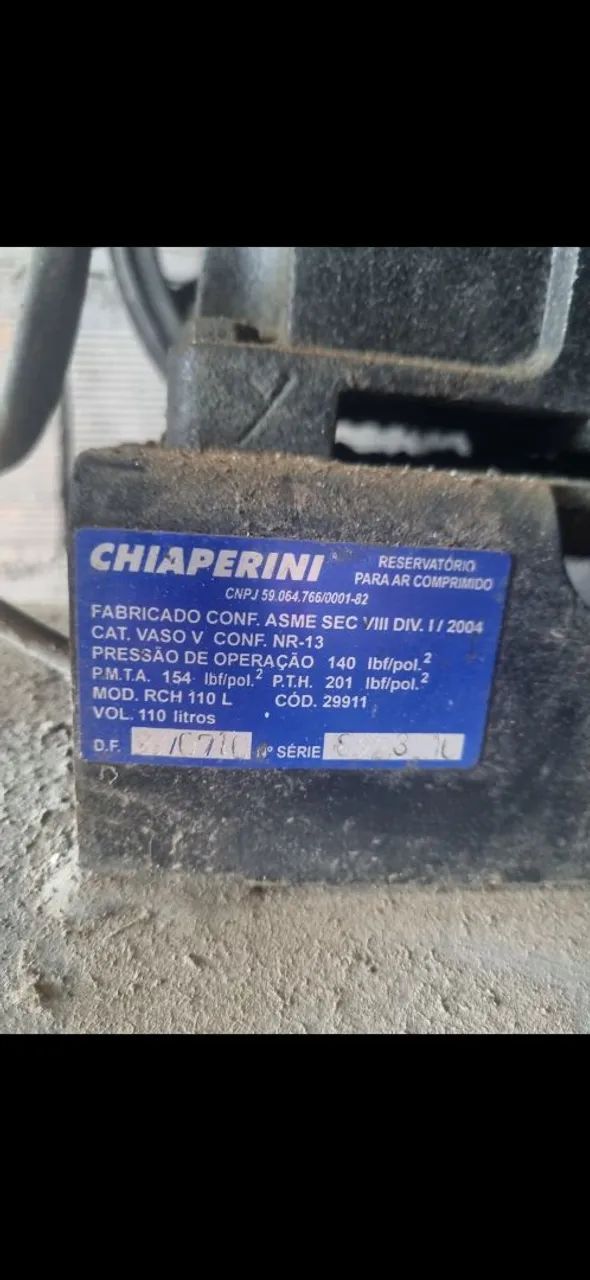 CHIAPERINI
RESERVATÓRIO
PARA AR COMPRIMIDO
CNPJ 59.064.766/0001-82
FABRICADO CONF. ASME SEC VIII DIV. I / 2004
CAT. VASO V CONF. NR-13
PRESSÃO DE OPERAÇÃO 140 lbf/pol.²
P.M.T.A. 154 lbf/pol.² P.T.H. 201 lbf/pol.²
MOD. RCH 110 L CÓD. 29911
VOL. 110 litros
D.F. Nº SÉRIE